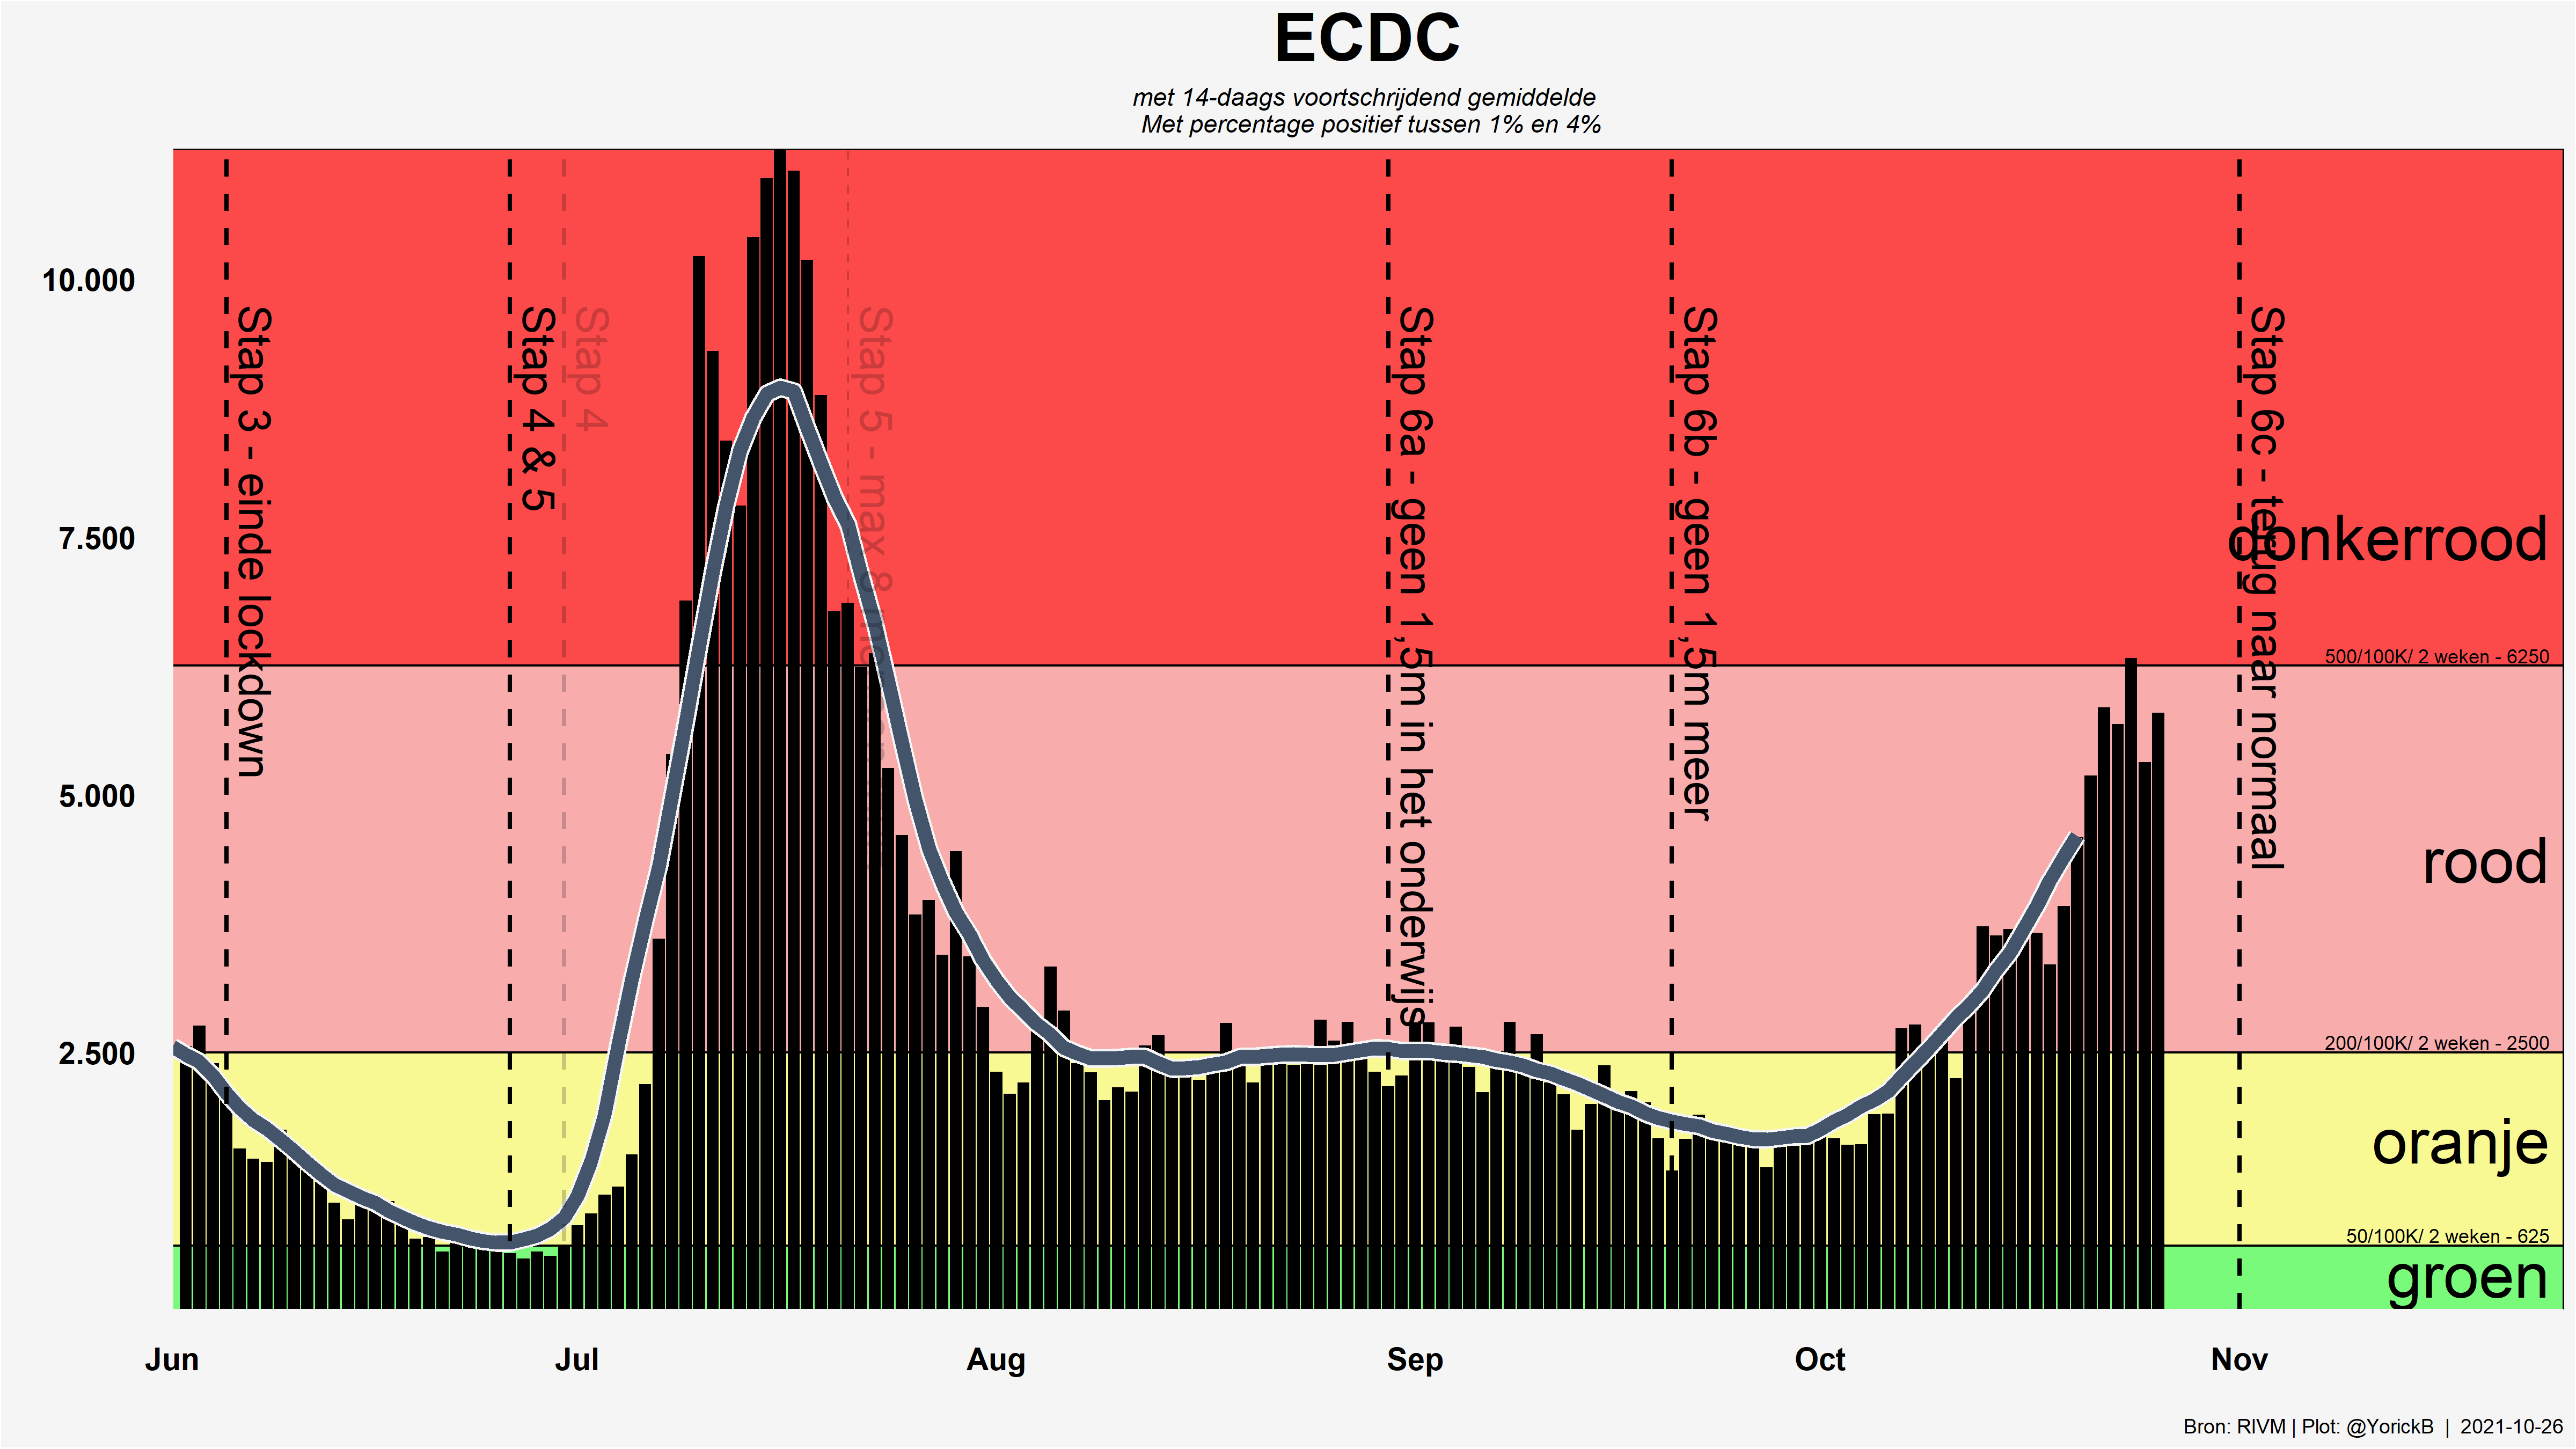 ECDC
met 14-daags voortschrijdend gemiddelde
Met percentage positief tussen 1% en 4%
10.000
7.500
5.000
2.500
Stap 3 - einde lockdown
Stap 4 & 5
Stap 4
Stap 5 - max 8
Stap 6a - geen 1,5m in het onderwijs
Stap 6b - geen 1,5m meer
Stap 6c - terug naar normaal
donkerrood
500/100K/ 2 weken - 6250
rood
200/100K/ 2 weken - 2500
oranje
50/100K/ 2 weken - 625
groen
Jun
Jul
Aug
Sep
Oct
Nov
Bron: RIVM | Plot: @YorickB | 2021-10-26